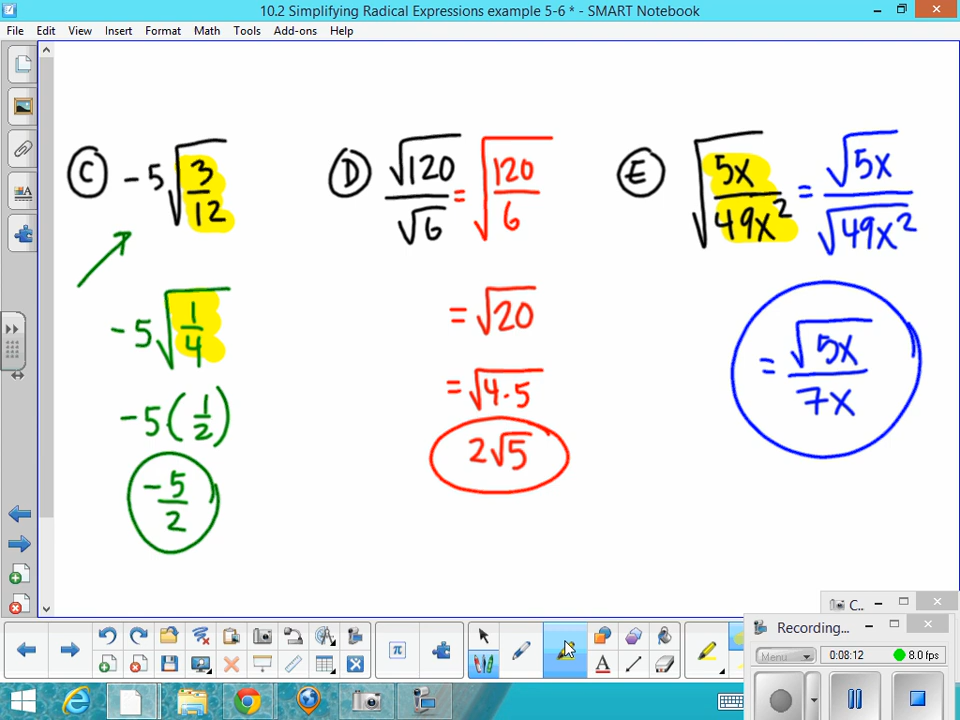 10.2 Simplifying Radical Expressions example 5-6 * - SMART Notebook
File Edit View Insert Format Math Tools Add-ons Help
C -5√(3/12)
-5√(1/4)
-5(1/2)
-5/2
D √120/√6 = √(120/6)
= √20
= √4·5
2√5
E √(5x/49x²) = √5x/√49x²
= √5x/7x
C...
Recording...
Menu 0:08:12 8.0 fps
π
A